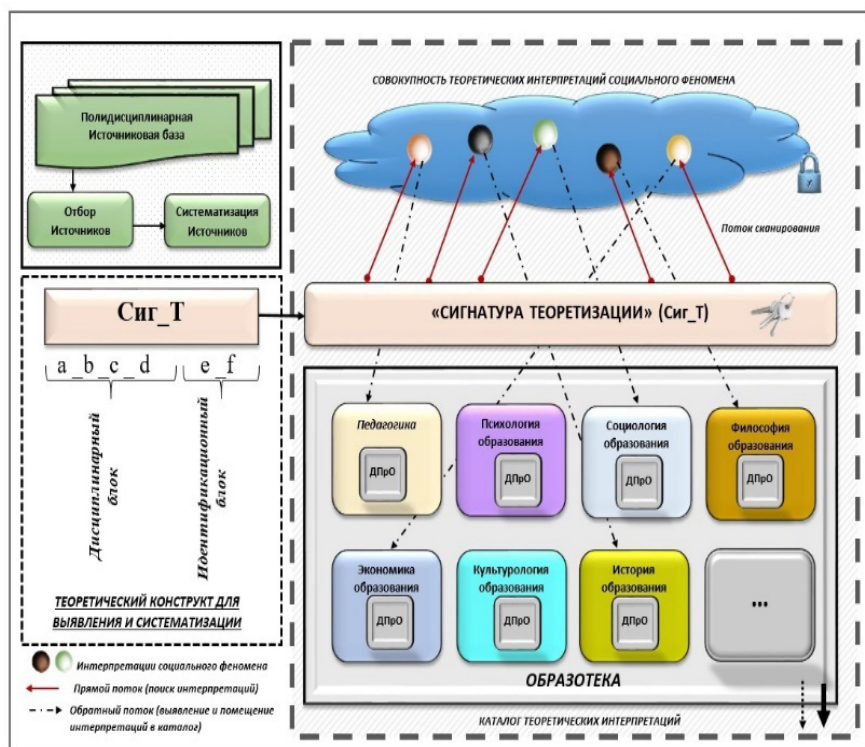 Полидисциплинарная
Источниковая база
Отбор
Источников
Систематизация
Источников
Сиг_Т
a_b_c_d
e_f
Дисциплинарный
блок
Идентификационный
блок
ТЕОРЕТИЧЕСКИЙ КОНСТРУКТ ДЛЯ
ВЫЯВЛЕНИЯ И СИСТЕМАТИЗАЦИИ
Интерпретации социального феномена
Прямой поток (поиск интерпретаций)
Обратный поток (выявление и помещение
интерпретаций в каталог)
СОВОКУПНОСТЬ ТЕОРЕТИЧЕСКИХ ИНТЕРПРЕТАЦИЙ СОЦИАЛЬНОГО ФЕНОМЕНА
Поток сканирования
«СИГНАТУРА ТЕОРЕТИЗАЦИИ» (Сиг_Т)
Педагогика
ДПрО
Психология
образования
ДПрО
Социология
образования
ДПрО
Философия
образования
ДПрО
Экономика
образования
ДПрО
Культурология
образования
ДПрО
История
образования
ДПрО
...
ОБРАЗОТЕКА
КАТАЛОГ ТЕОРЕТИЧЕСКИХ ИНТЕРПРЕТАЦИЙ